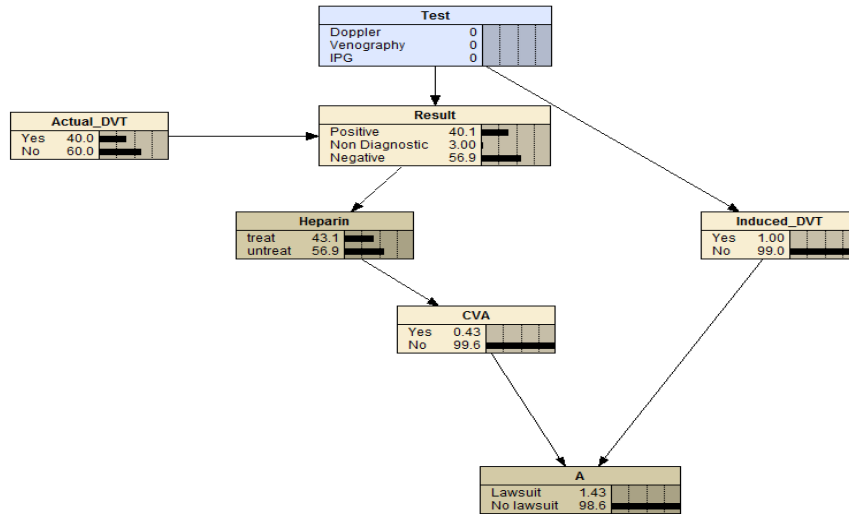 Test
Doppler 0
Venography 0
IPG 0
Actual_DVT
Yes 40.0
No 60.0
Result
Positive 40.1
Non Diagnostic 3.00
Negative 56.9
Heparin
treat 43.1
untreat 56.9
Induced_DVT
Yes 1.00
No 99.0
CVA
Yes 0.43
No 99.6
A
Lawsuit 1.43
No lawsuit 98.6